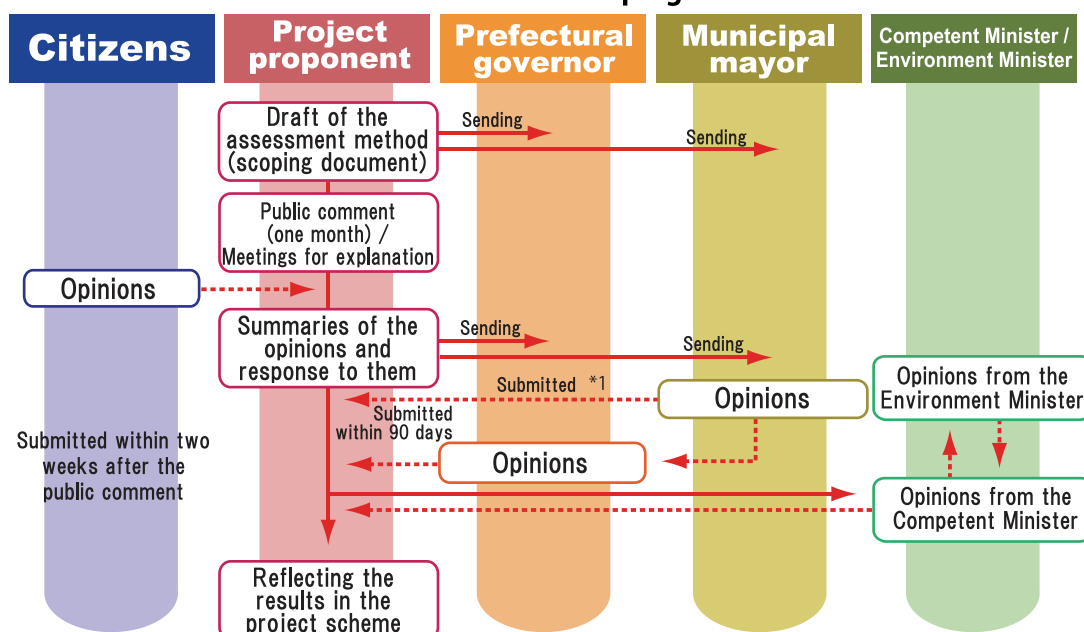 Citizens
Project
proponent
Prefectural
governor
Municipal
mayor
Competent Minister /
Environment Minister
Draft of the
assessment method
(scoping document)
Sending
Sending
Public comment
(one month) /
Meetings for explanation
Opinions
Summaries of the
opinions and
response to them
Sending
Sending
Submitted *1
Opinions
Opinions from the
Environment Minister
Submitted
within 90 days
Submitted within two
weeks after the
public comment
Opinions
Opinions from the
Competent Minister
Reflecting the
results in the
project scheme